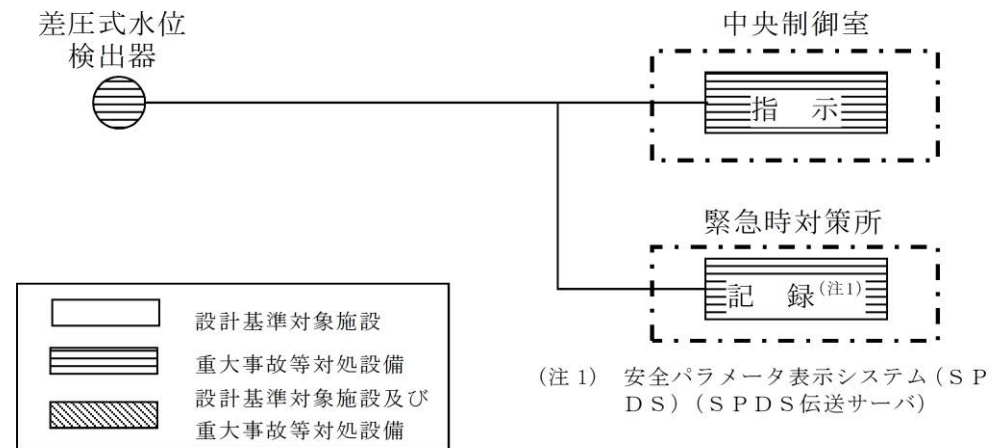 差圧式水位
検出器
中央制御室
指 示
緊急時対策所
記 録(注1)
設計基準対象施設
重大事故等対処設備
設計基準対象施設及び
重大事故等対処設備
(注 1) 安全パラメータ表示システム(SP
DS)(SPDS伝送サーバ)